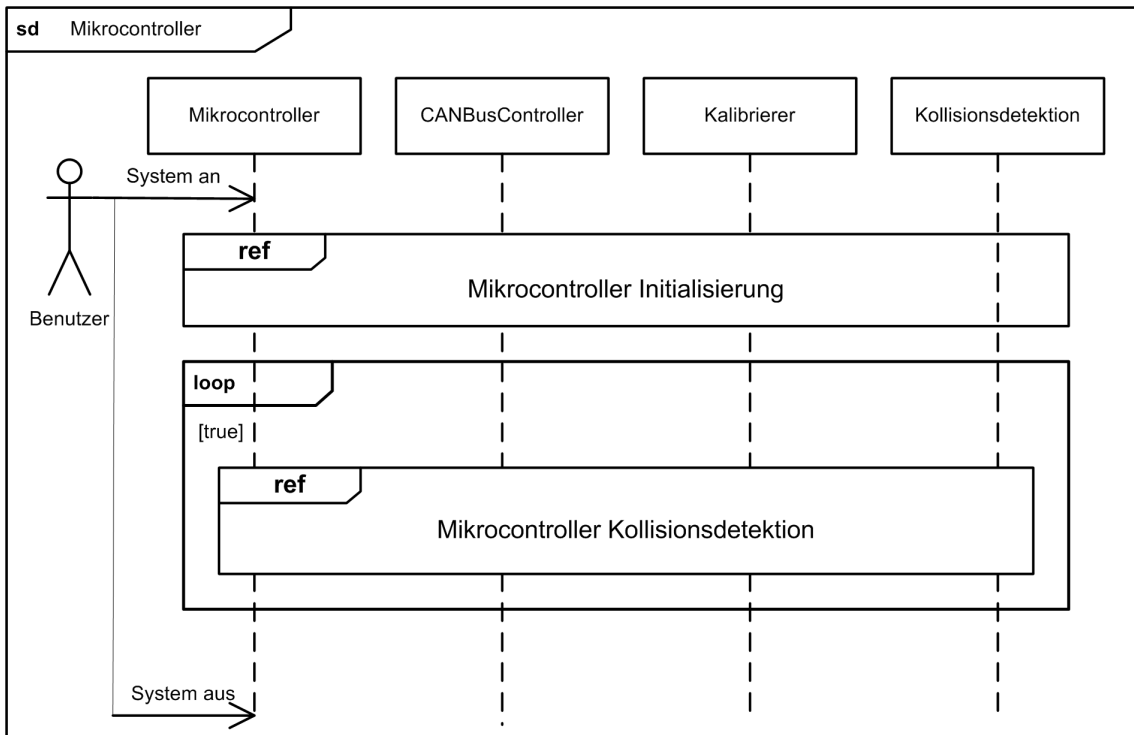 sd Mikrocontroller
Mikrocontroller
CANBusController
Kalibrierer
Kollisionsdetektion
System an
Benutzer
ref
Mikrocontroller Initialisierung
loop
[true]
ref
Mikrocontroller Kollisionsdetektion
System aus